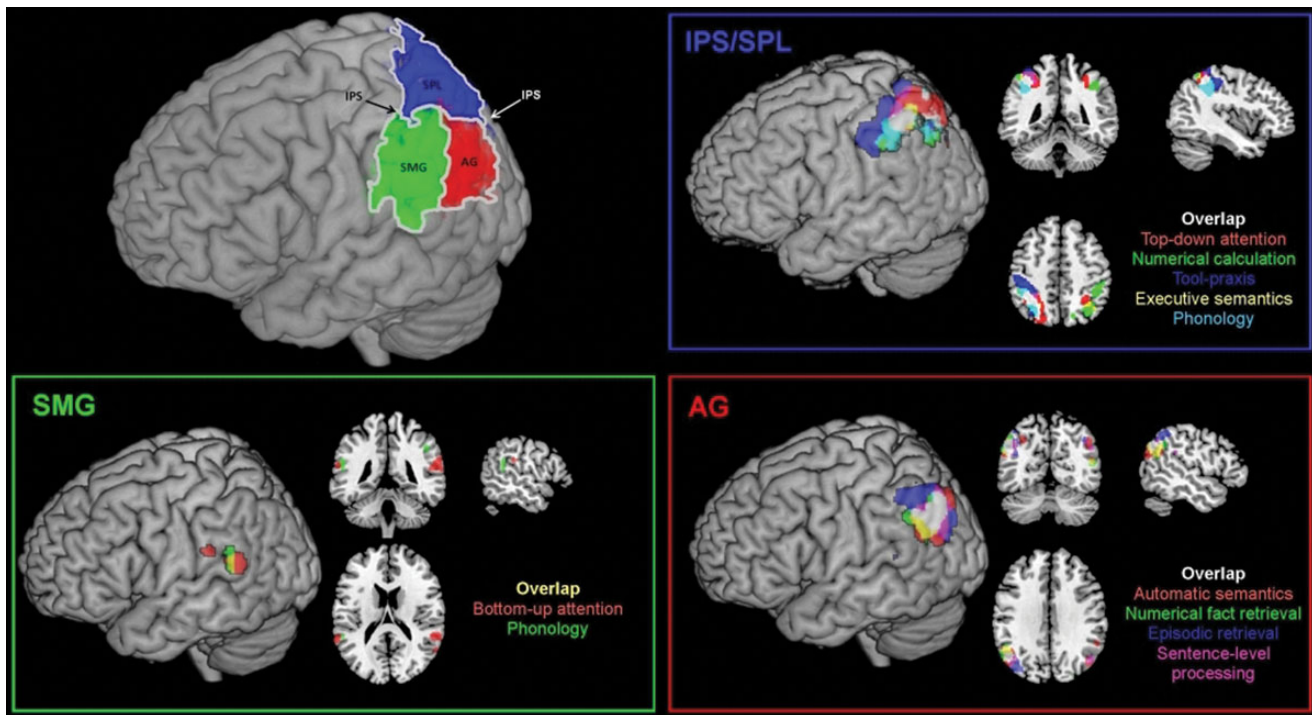 SPL
IPS
IPS
SMG
AG
IPS/SPL
Overlap
Top-down attention
Numerical calculation
Tool-praxis
Executive semantics
Phonology
SMG
Overlap
Bottom-up attention
Phonology
AG
Overlap
Automatic semantics
Numerical fact retrieval
Episodic retrieval
Sentence-level
processing